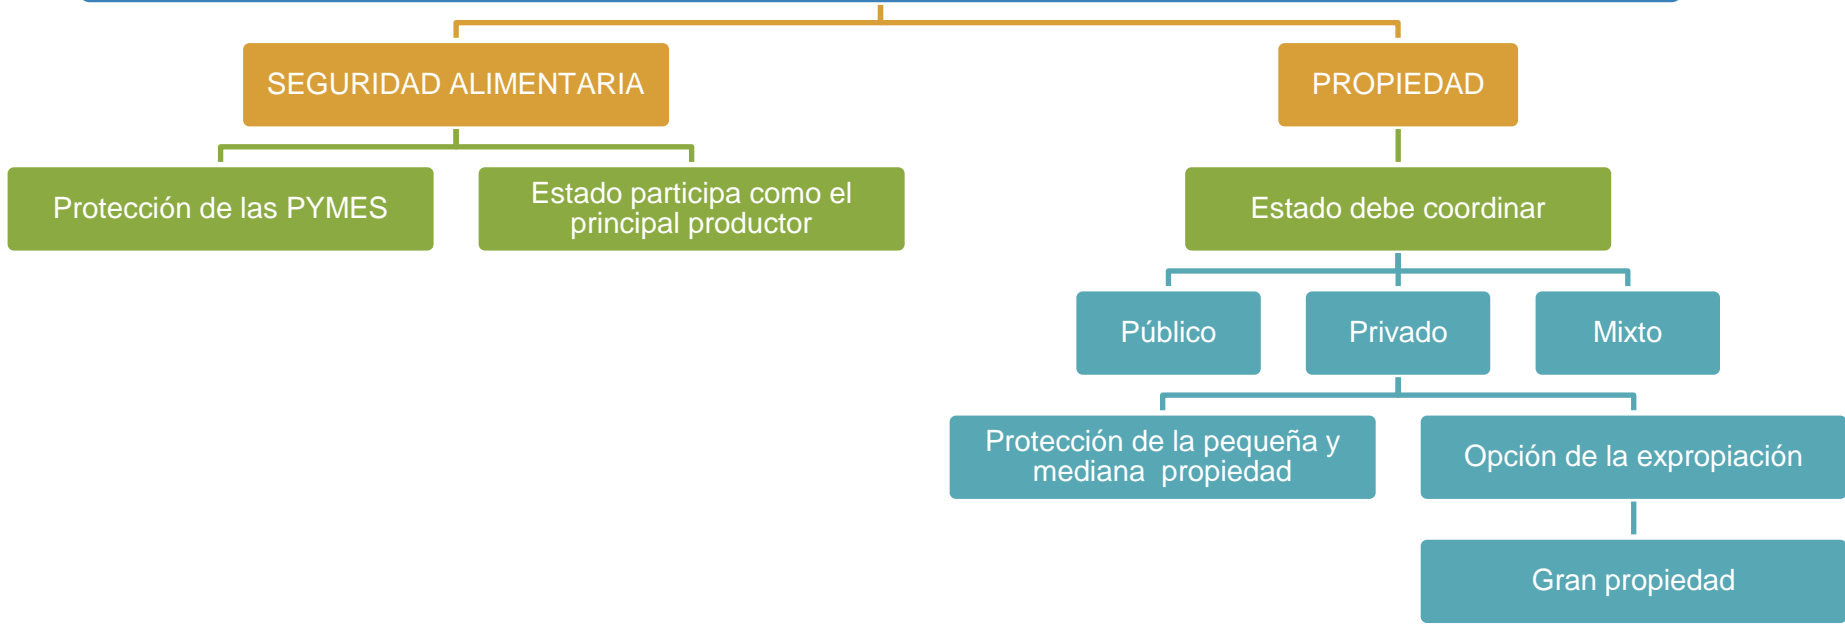 SEGURIDAD ALIMENTARIA
PROPIEDAD
Protección de las PYMES
Estado participa como el
principal productor
Estado debe coordinar
Público
Privado
Mixto
Protección de la pequeña y
mediana  propiedad
Opción de la expropiación
Gran propiedad